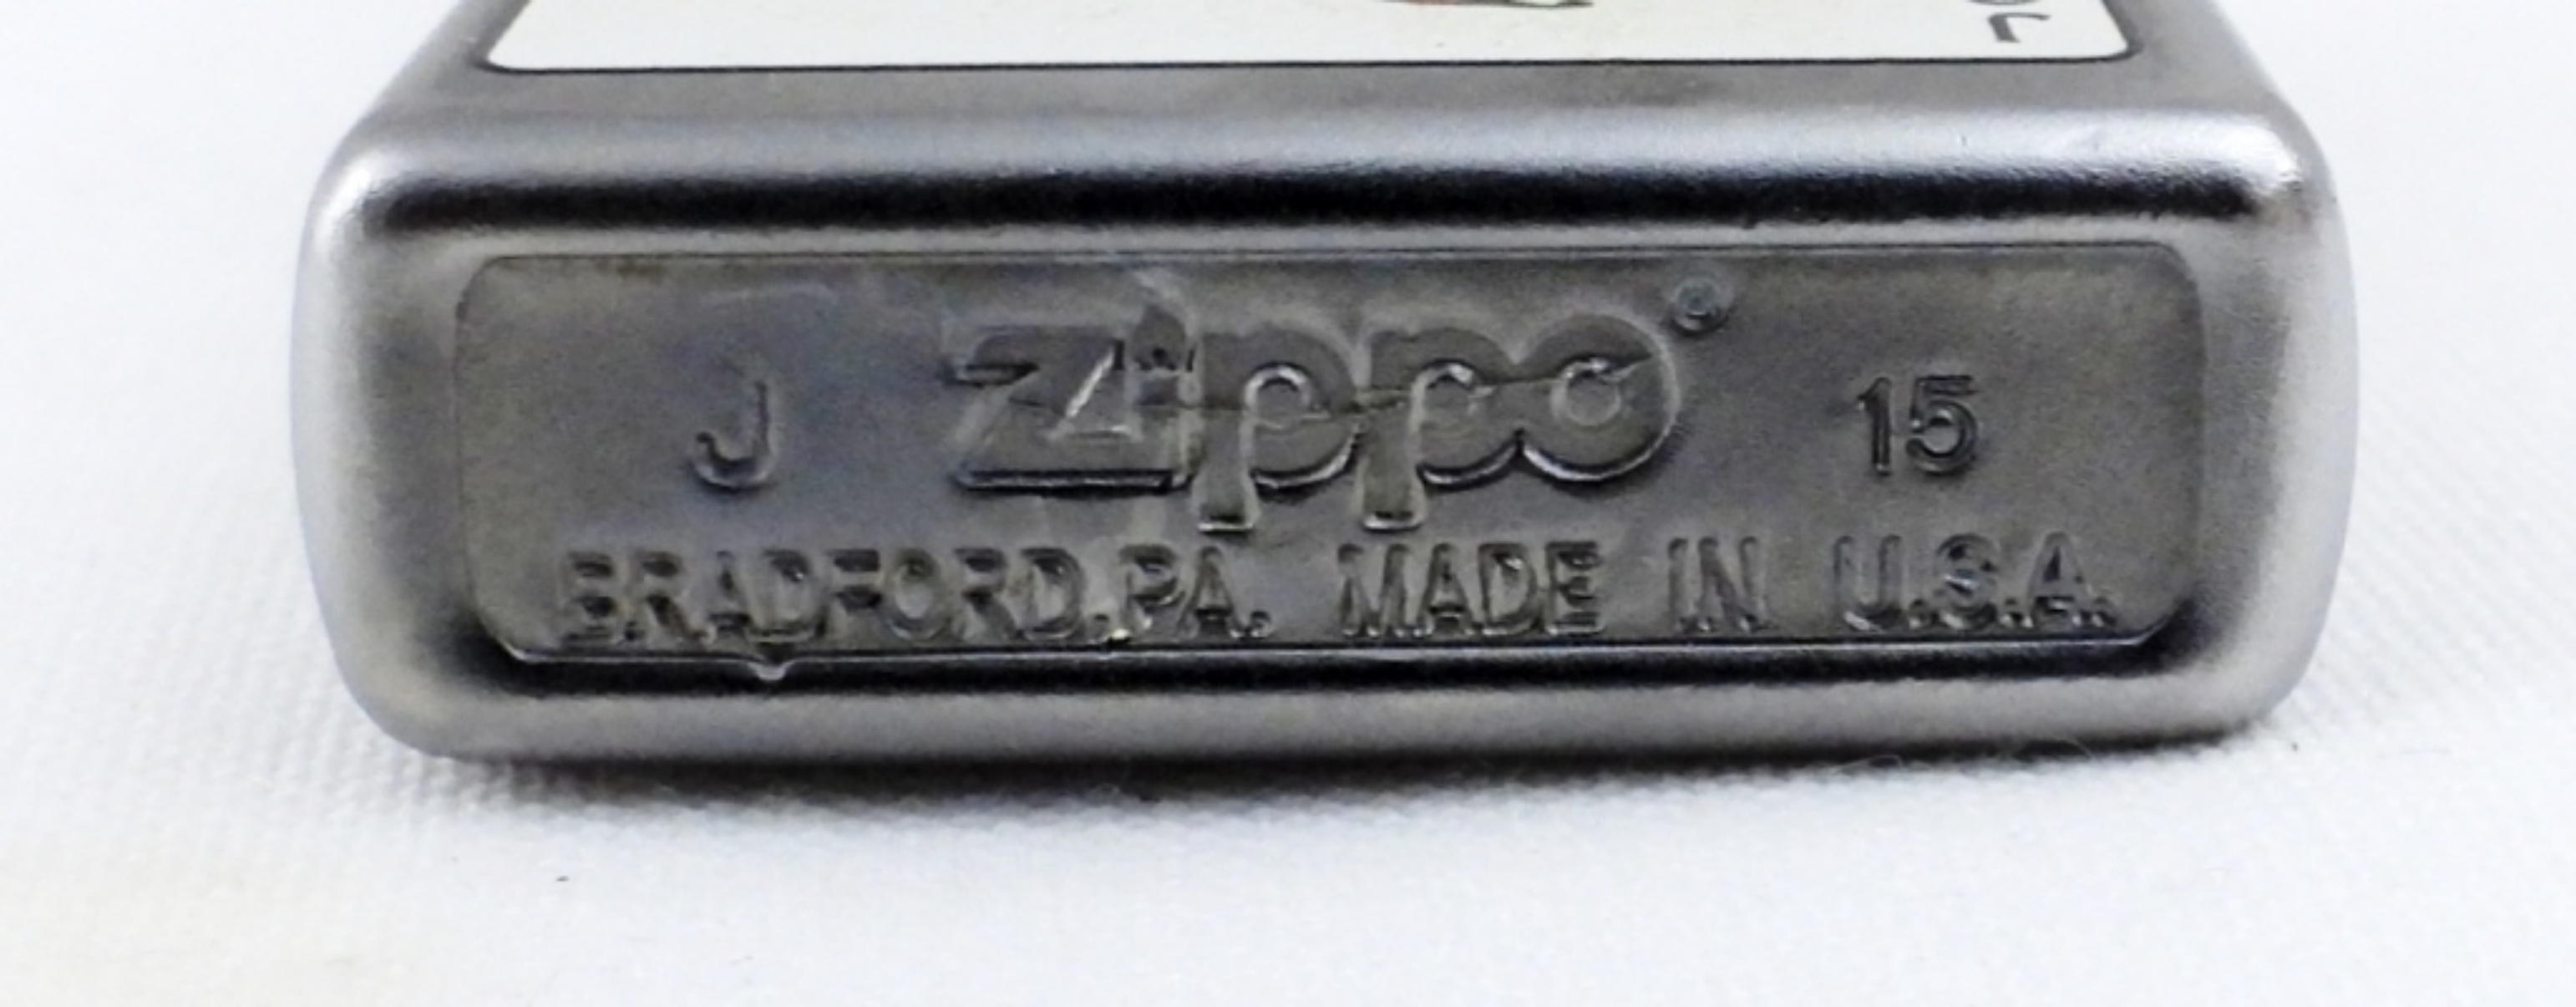 J Zippo® 15
BRADFORD,PA. MADE IN U.S.A.